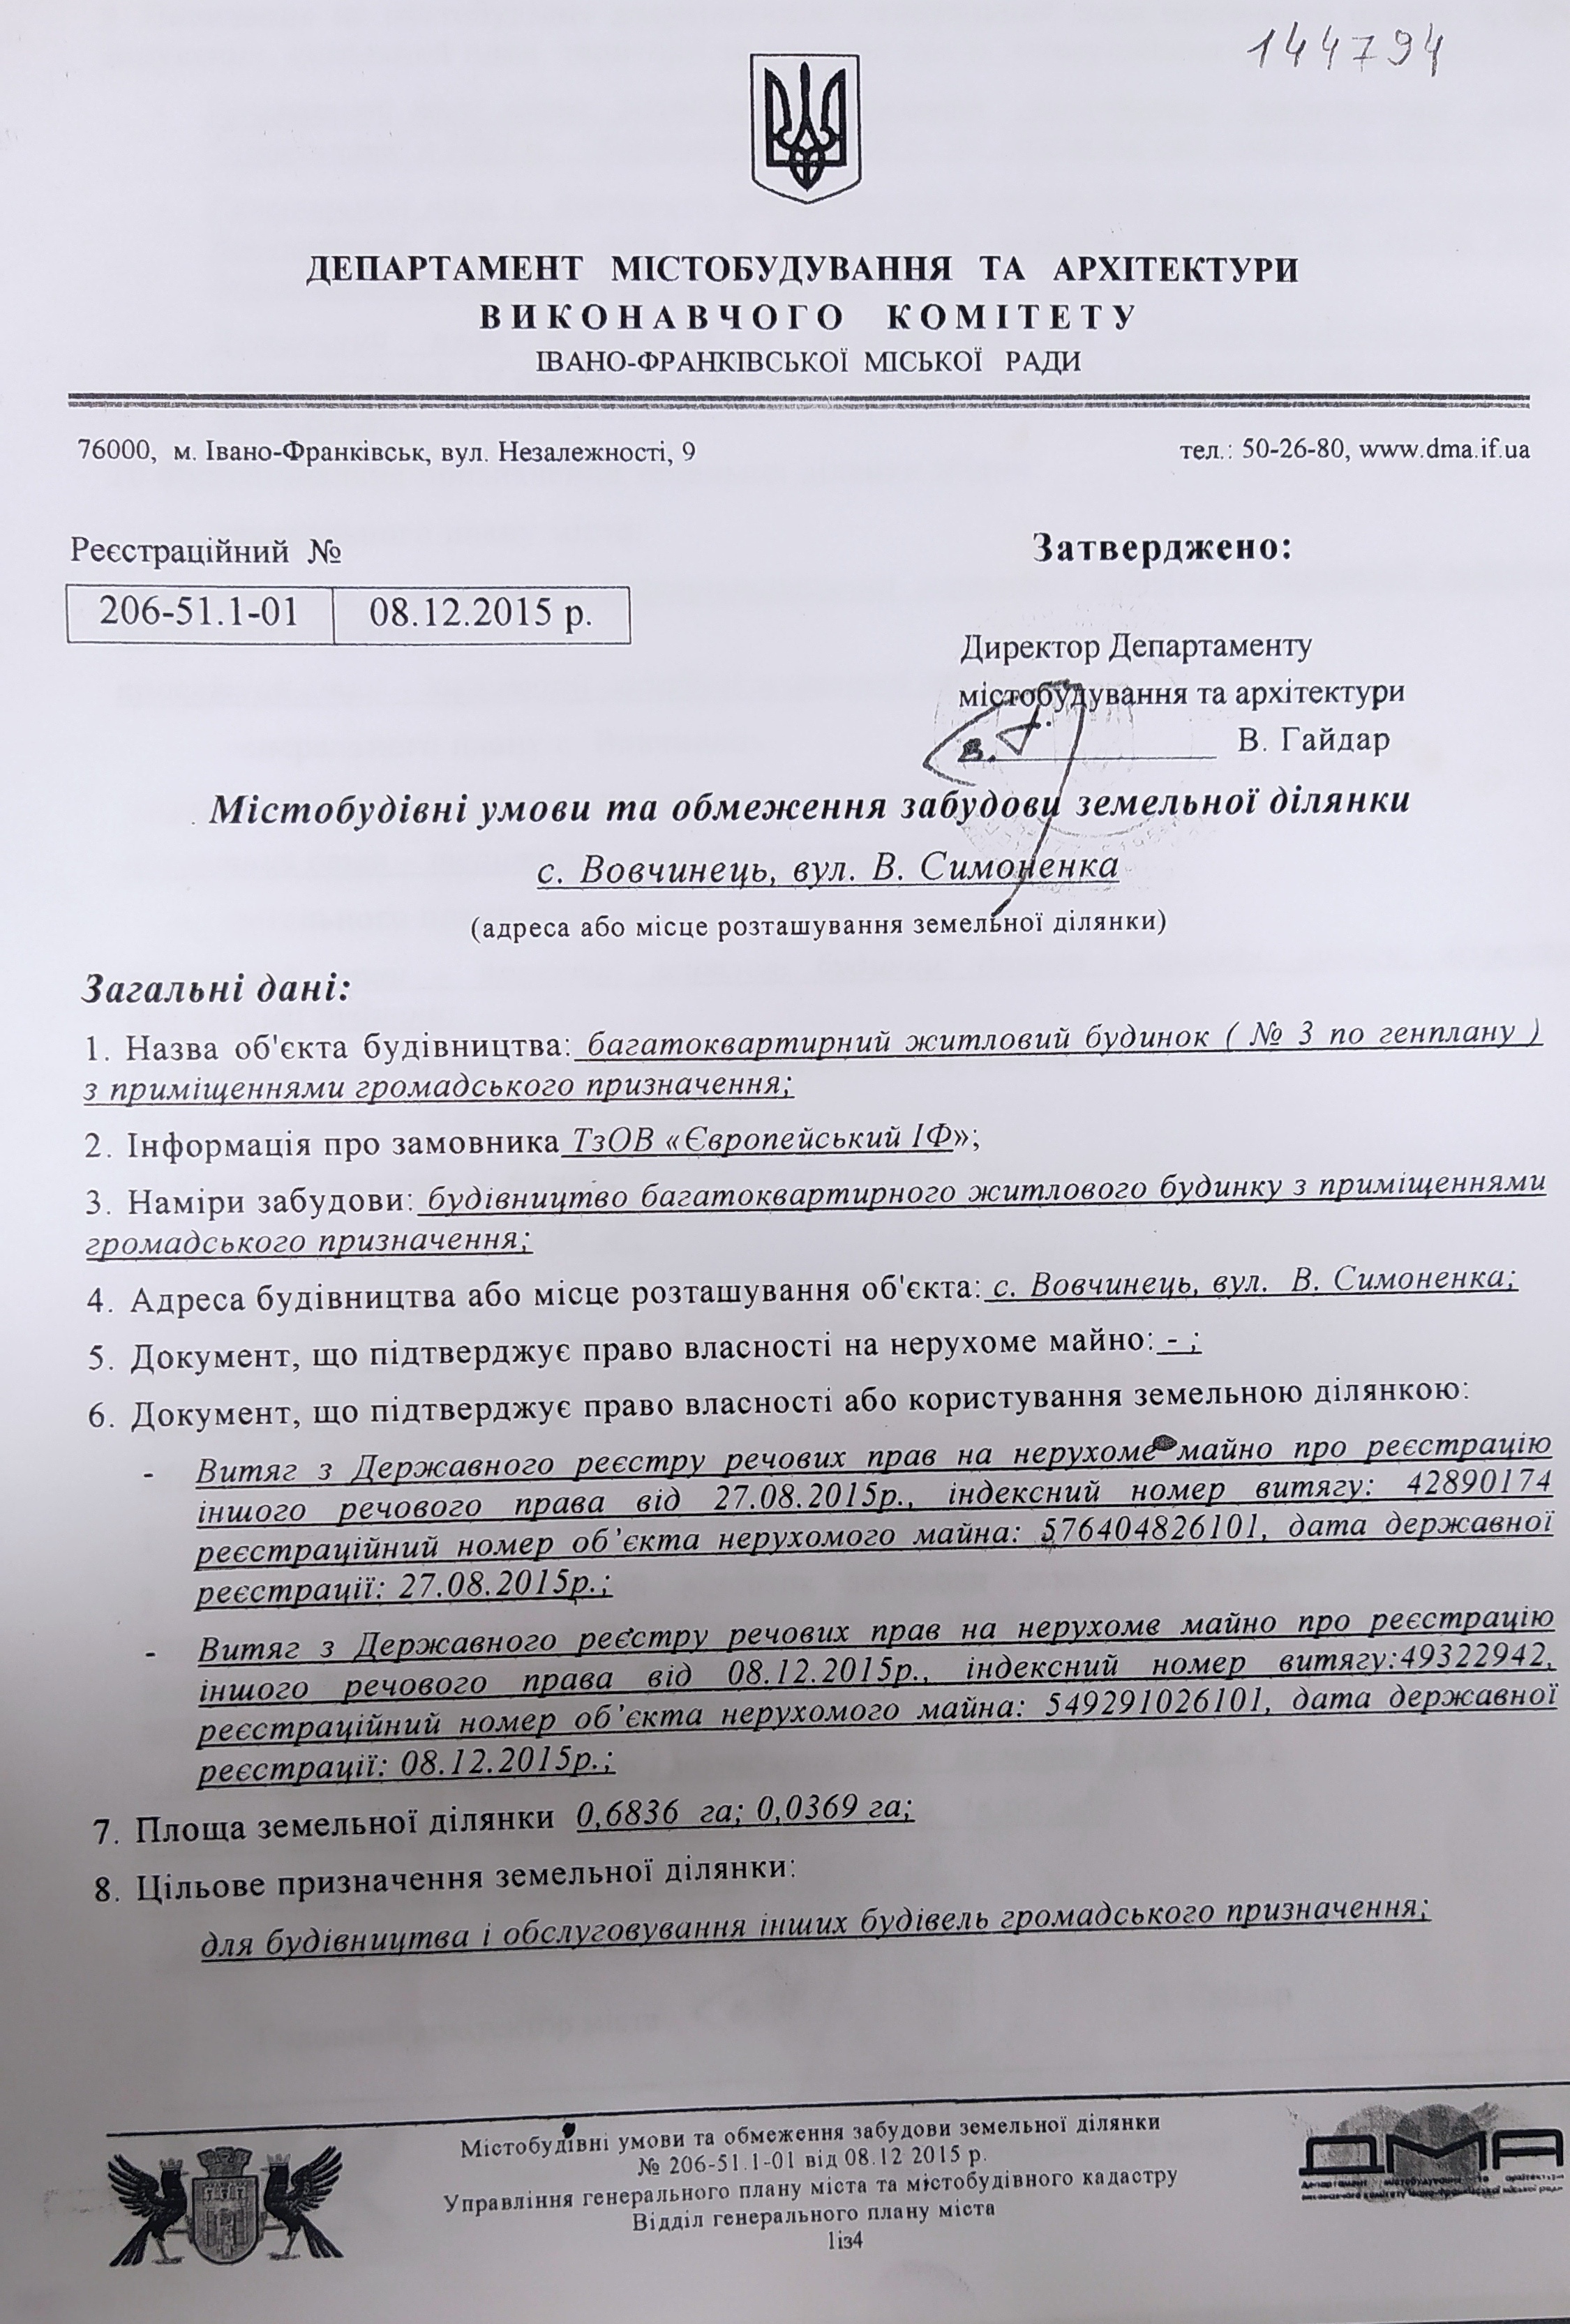 144794
ДЕПАРТАМЕНТ МІСТОБУДУВАННЯ ТА АРХІТЕКТУРИ
ВИКОНАВЧОГО КОМІТЕТУ
ІВАНО-ФРАНКІВСЬКОЇ МІСЬКОЇ РАДИ
76000, м. Івано-Франківськ, вул. Незалежності, 9 тел.: 50-26-80, www.dma.if.ua
Реєстраційний № Затверджено:
206-51.1-01 08.12.2015 р.
Директор Департаменту
містобудування та архітектури
В. Гайдар
Містобудівні умови та обмеження забудови земельної ділянки
с. Вовчинець, вул. В. Симоненка
(адреса або місце розташування земельної ділянки)
Загальні дані:
1. Назва об'єкта будівництва: багатоквартирний житловий будинок ( № 3 по генплану )
з приміщеннями громадського призначення;
2. Інформація про замовника ТзОВ «Європейський ІФ»;
3. Наміри забудови: будівництво багатоквартирного житлового будинку з приміщеннями
громадського призначення;
4. Адреса будівництва або місце розташування об'єкта: с. Вовчинець, вул. В. Симоненка;
5. Документ, що підтверджує право власності на нерухоме майно: - ;
6. Документ, що підтверджує право власності або користування земельною ділянкою:
- Витяг з Державного реєстру речових прав на нерухоме майно про реєстрацію
іншого речового права від 27.08.2015р., індексний номер витягу: 42890174
реєстраційний номер об'єкта нерухомого майна: 576404826101, дата державної
реєстрації: 27.08.2015р.;
- Витяг з Державного реєстру речових прав на нерухоме майно про реєстрацію
іншого речового права від 08.12.2015р., індексний номер витягу:49322942,
реєстраційний номер об'єкта нерухомого майна: 549291026101, дата державної
реєстрації: 08.12.2015р.;
7. Площа земельної ділянки 0,6836 га; 0,0369 га;
8. Цільове призначення земельної ділянки:
для будівництва і обслуговування інших будівель громадського призначення;
Містобудівні умови та обмеження забудови земельної ділянки
№ 206-51.1-01 від 08.12 2015 р.
Управління генерального плану міста та містобудівного кадастру
Відділ генерального плану міста
1із4
ДМА